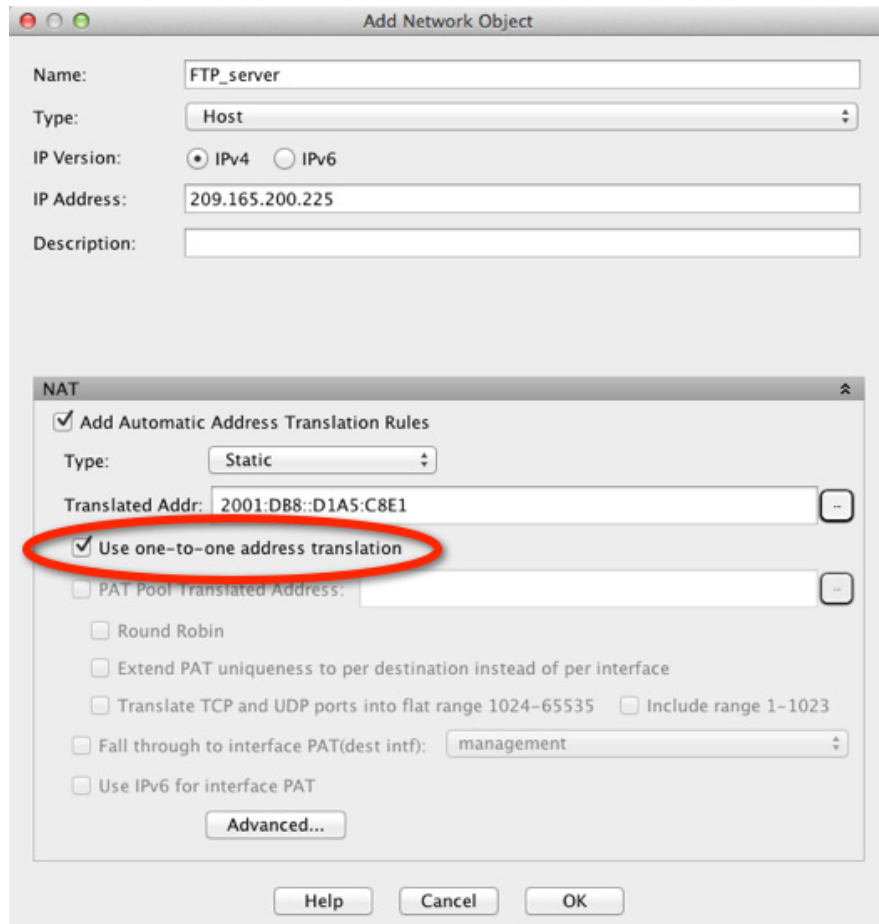 Add Network Object
Name: FTP_server
Type: Host
IP Version: IPv4 IPv6
IP Address: 209.165.200.225
Description:
NAT
Add Automatic Address Translation Rules
Type: Static
Translated Addr: 2001:DB8::D1A5:C8E1 ...
Use one-to-one address translation
PAT Pool Translated Address: ...
Round Robin
Extend PAT uniqueness to per destination instead of per interface
Translate TCP and UDP ports into flat range 1024-65535 Include range 1-1023
Fall through to interface PAT(dest intf): management
Use IPv6 for interface PAT
Advanced...
Help Cancel OK